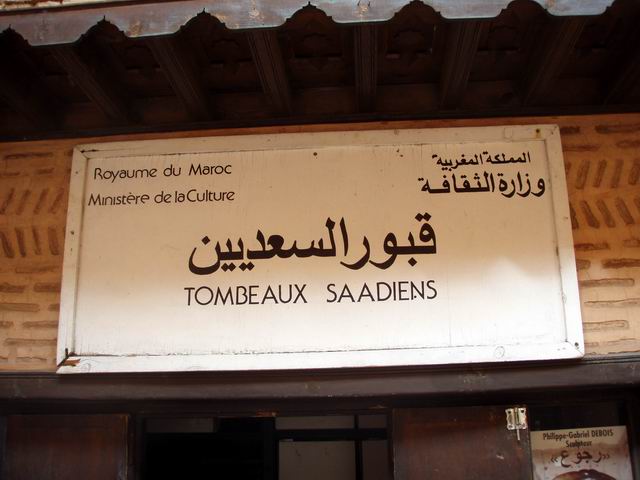 Royaume du Maroc
Ministère de la Culture
المملكة المغربية
وزارة الثقافة
قبور السعديين
TOMBEAUX SAADIENS
Philippe-Gabriel DEBOIS
Sculpteur
«رجوع»